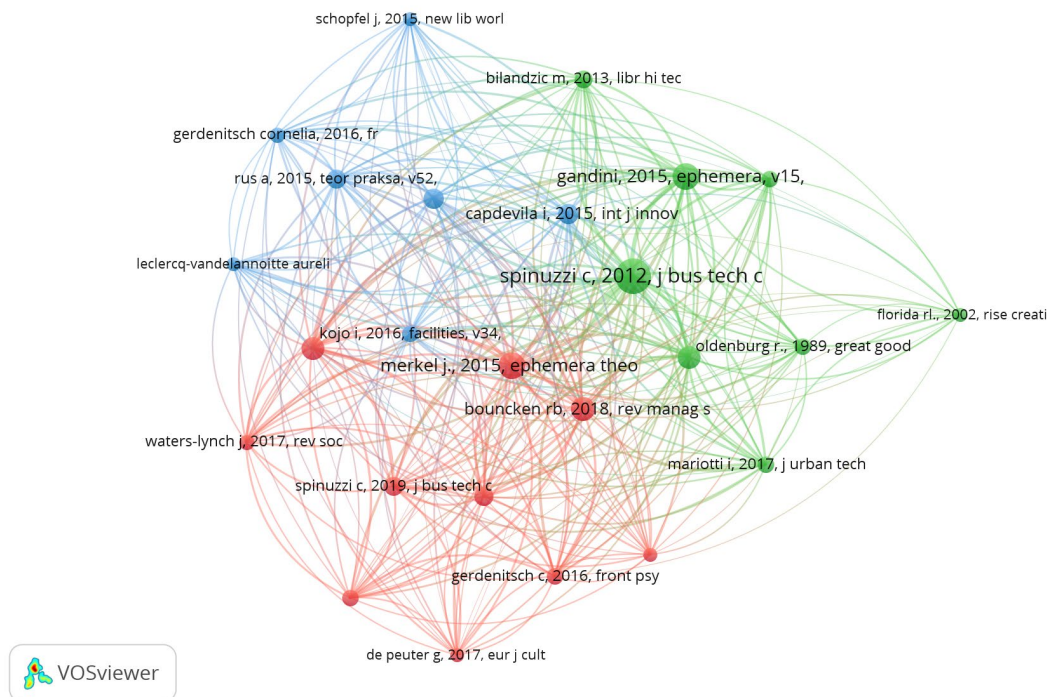 schopfel j, 2015, new lib worl
bilandzic m, 2013, libr hi tec
gerdenitsch cornelia, 2016, fr
rus a, 2015, teor praksa, v52,
gandini, 2015, ephemera, v15,
capdevila i, 2015, int j innov
leclercq-vandelannoitte aureli
spinuzzi c, 2012, j bus tech c
florida rl., 2002, rise creati
kojo i, 2016, facilities, v34,
oldenburg r., 1989, great good
merkel j., 2015, ephemera theo
bouncken rb, 2018, rev manag s
waters-lynch j, 2017, rev soc
mariotti i, 2017, j urban tech
spinuzzi c, 2019, j bus tech c
gerdenitsch c, 2016, front psy
de peuter g, 2017, eur j cult
VOSviewer